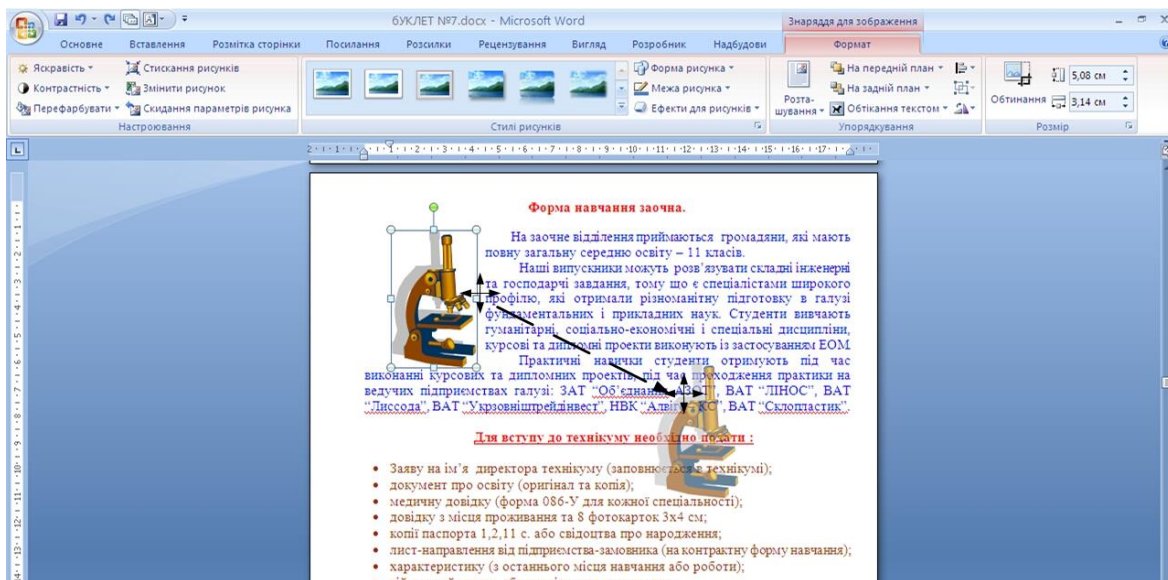 бУКЛЕТ №7.docx - Microsoft Word
Знаряддя для зображення
Основне Вставлення Розмітка сторінки Посилання Розсилки Рецензування Вигляд Розробник Надбудови Формат
Яскравість Стискання рисунків Форма рисунка На передній план 5,08 см
Контрастність Змінити рисунок Межа рисунка На задній план
Перефарбувати Скидання параметрів рисунка Ефекти для рисунків Розта-шування Обтікання текстом Обтинання 3,14 см
Настроювання Стилі рисунків Упорядкування Розмір
Форма навчання заочна.
На заочне відділення приймаються громадяни, які мають
повну загальну середню освіту – 11 класів.
Наші випускники можуть розв’язувати складні інженерні
та господарчі завдання, тому що є спеціалістами широкого
профілю, які отримали різноманітну підготовку в галузі
фундаментальних і прикладних наук. Студенти вивчають
гуманітарні, соціально-економічні і спеціальні дисципліни,
курсові та дипломні проекти виконують із застосуванням ЕОМ.
Практичні навички студенти отримують під час
виконанні курсових та дипломних проектів, під час проходження практики на
ведучих підприємствах галузі: ЗАТ “Об’єднання АЗОТ”, ВАТ “ЛІНОС”, ВАТ
“Лиссода”, ВАТ “Укрзовніштрейдінвест”, НВК ВАТ “Склопластик”.
Для вступу до технікуму необхідно подати :
• Заяву на ім’я директора технікуму (заповнюється в технікумі);
• документ про освіту (оригінал та копія);
• медичну довідку (форма 086-У для кожної спеціальності);
• довідку з місця проживання та 8 фотокарток 3х4 см;
• копії паспорта 1,2,11 с. або свідоцтва про народження;
• лист-направлення від підприємства-замовника (на контрактну форму навчання);
• характеристику (з останнього місця навчання або роботи);